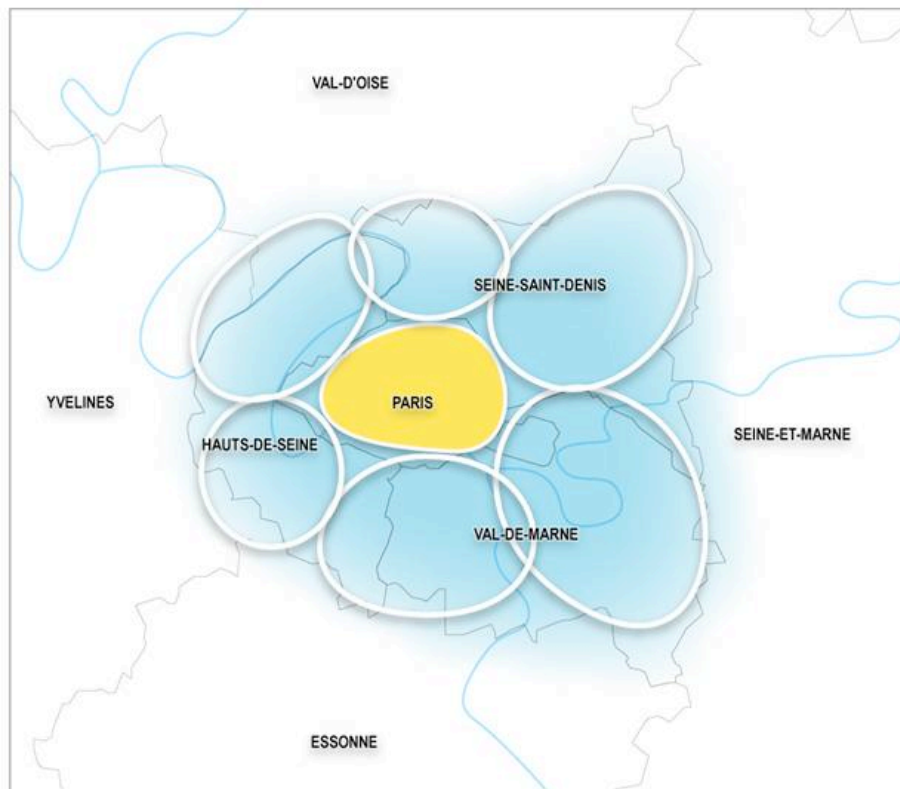 VAL-D'OISE
SEINE-SAINT-DENIS
YVELINES
PARIS
HAUTS-DE-SEINE
SEINE-ET-MARNE
VAL-DE-MARNE
ESSONNE